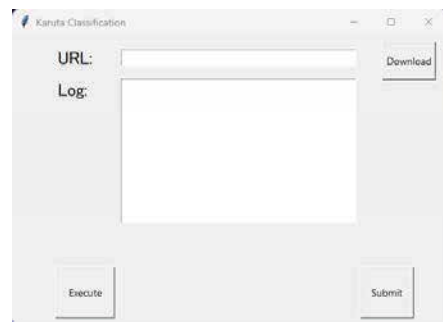 Karuta Classification
URL:
Download
Log:
Execute
Submit